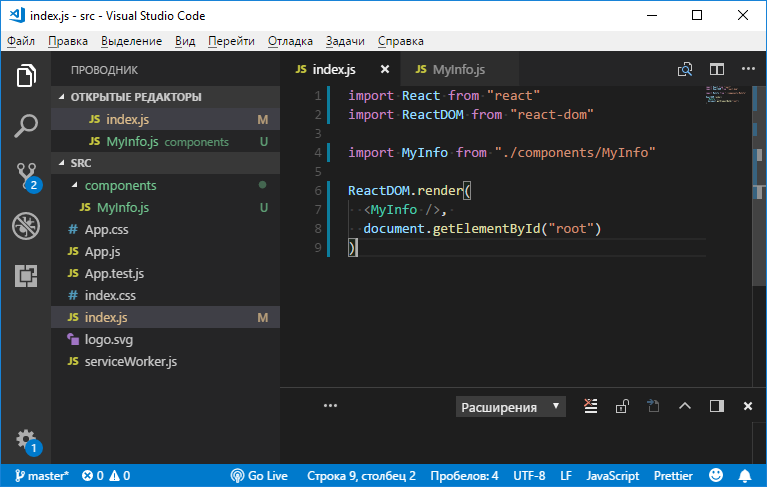 index.js - src - Visual Studio Code
Файл Правка Выделение Вид Перейти Отладка Задачи Справка
ПРОВОДНИК
ОТКРЫТЫЕ РЕДАКТОРЫ
JS index.js M
JS MyInfo.js components U
SRC
components
JS MyInfo.js U
# App.css
JS App.js
JS App.test.js
# index.css
JS index.js M
logo.svg
JS serviceWorker.js
2
1
JS index.js JS MyInfo.js
1 import React from "react"
2 import ReactDOM from "react-dom"
3
4 import MyInfo from "./components/MyInfo"
5
6 ReactDOM.render(
7 <MyInfo />,
8 document.getElementById("root")
9 )
Расширения
master* 0 0 Go Live Строка 9, столбец 2 Пробелов: 4 UTF-8 LF JavaScript Prettier